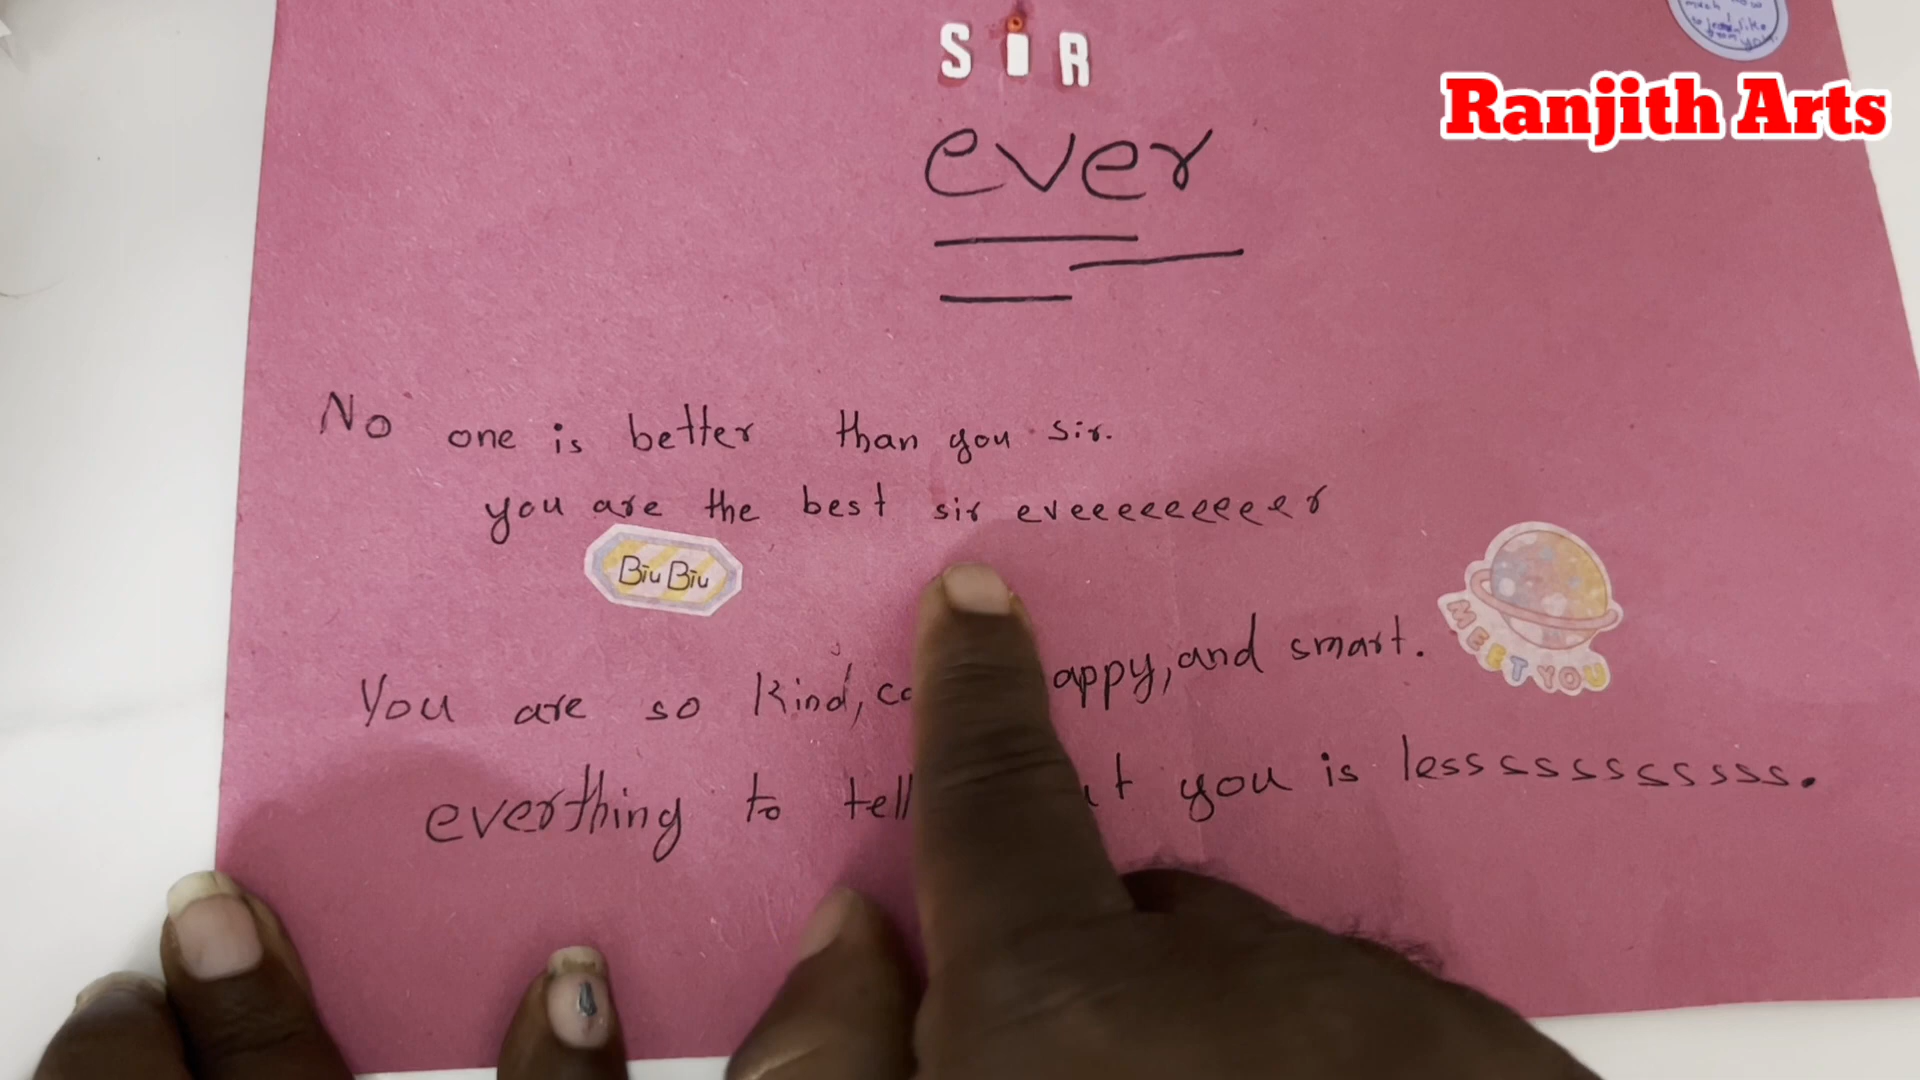 SiR
Ranjith Arts
ever
No one is better than you sir.
you are the best sir eveeeeeeeeer
BIU BIU
You are so kind, appy, and smart.
MEET YOU
everthing to tell you is lessssssssssss.